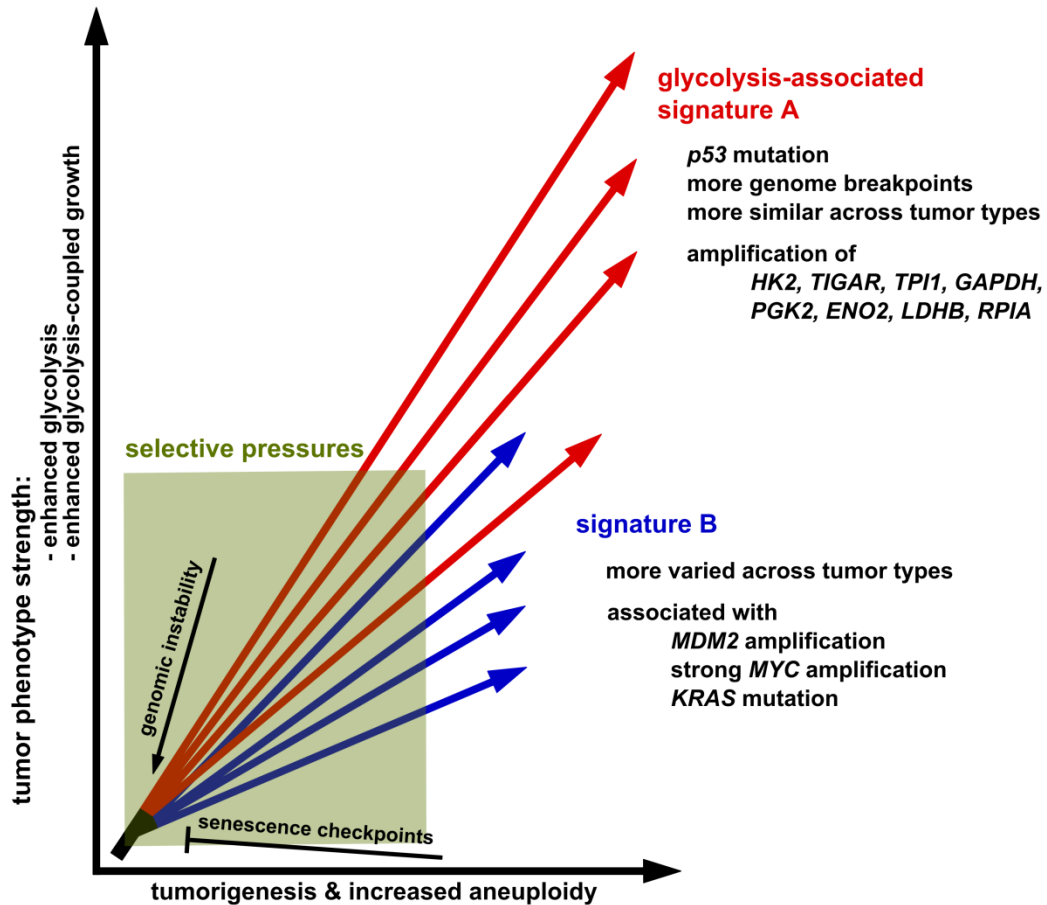 tumor phenotype strength:
- enhanced glycolysis
- enhanced glycolysis-coupled growth
glycolysis-associated
signature A
p53 mutation
more genome breakpoints
more similar across tumor types
amplification of
HK2, TIGAR, TPI1, GAPDH,
PGK2, ENO2, LDHB, RPIA
selective pressures
signature B
more varied across tumor types
associated with
MDM2 amplification
strong MYC amplification
KRAS mutation
genomic instability
senescence checkpoints
tumorigenesis & increased aneuploidy